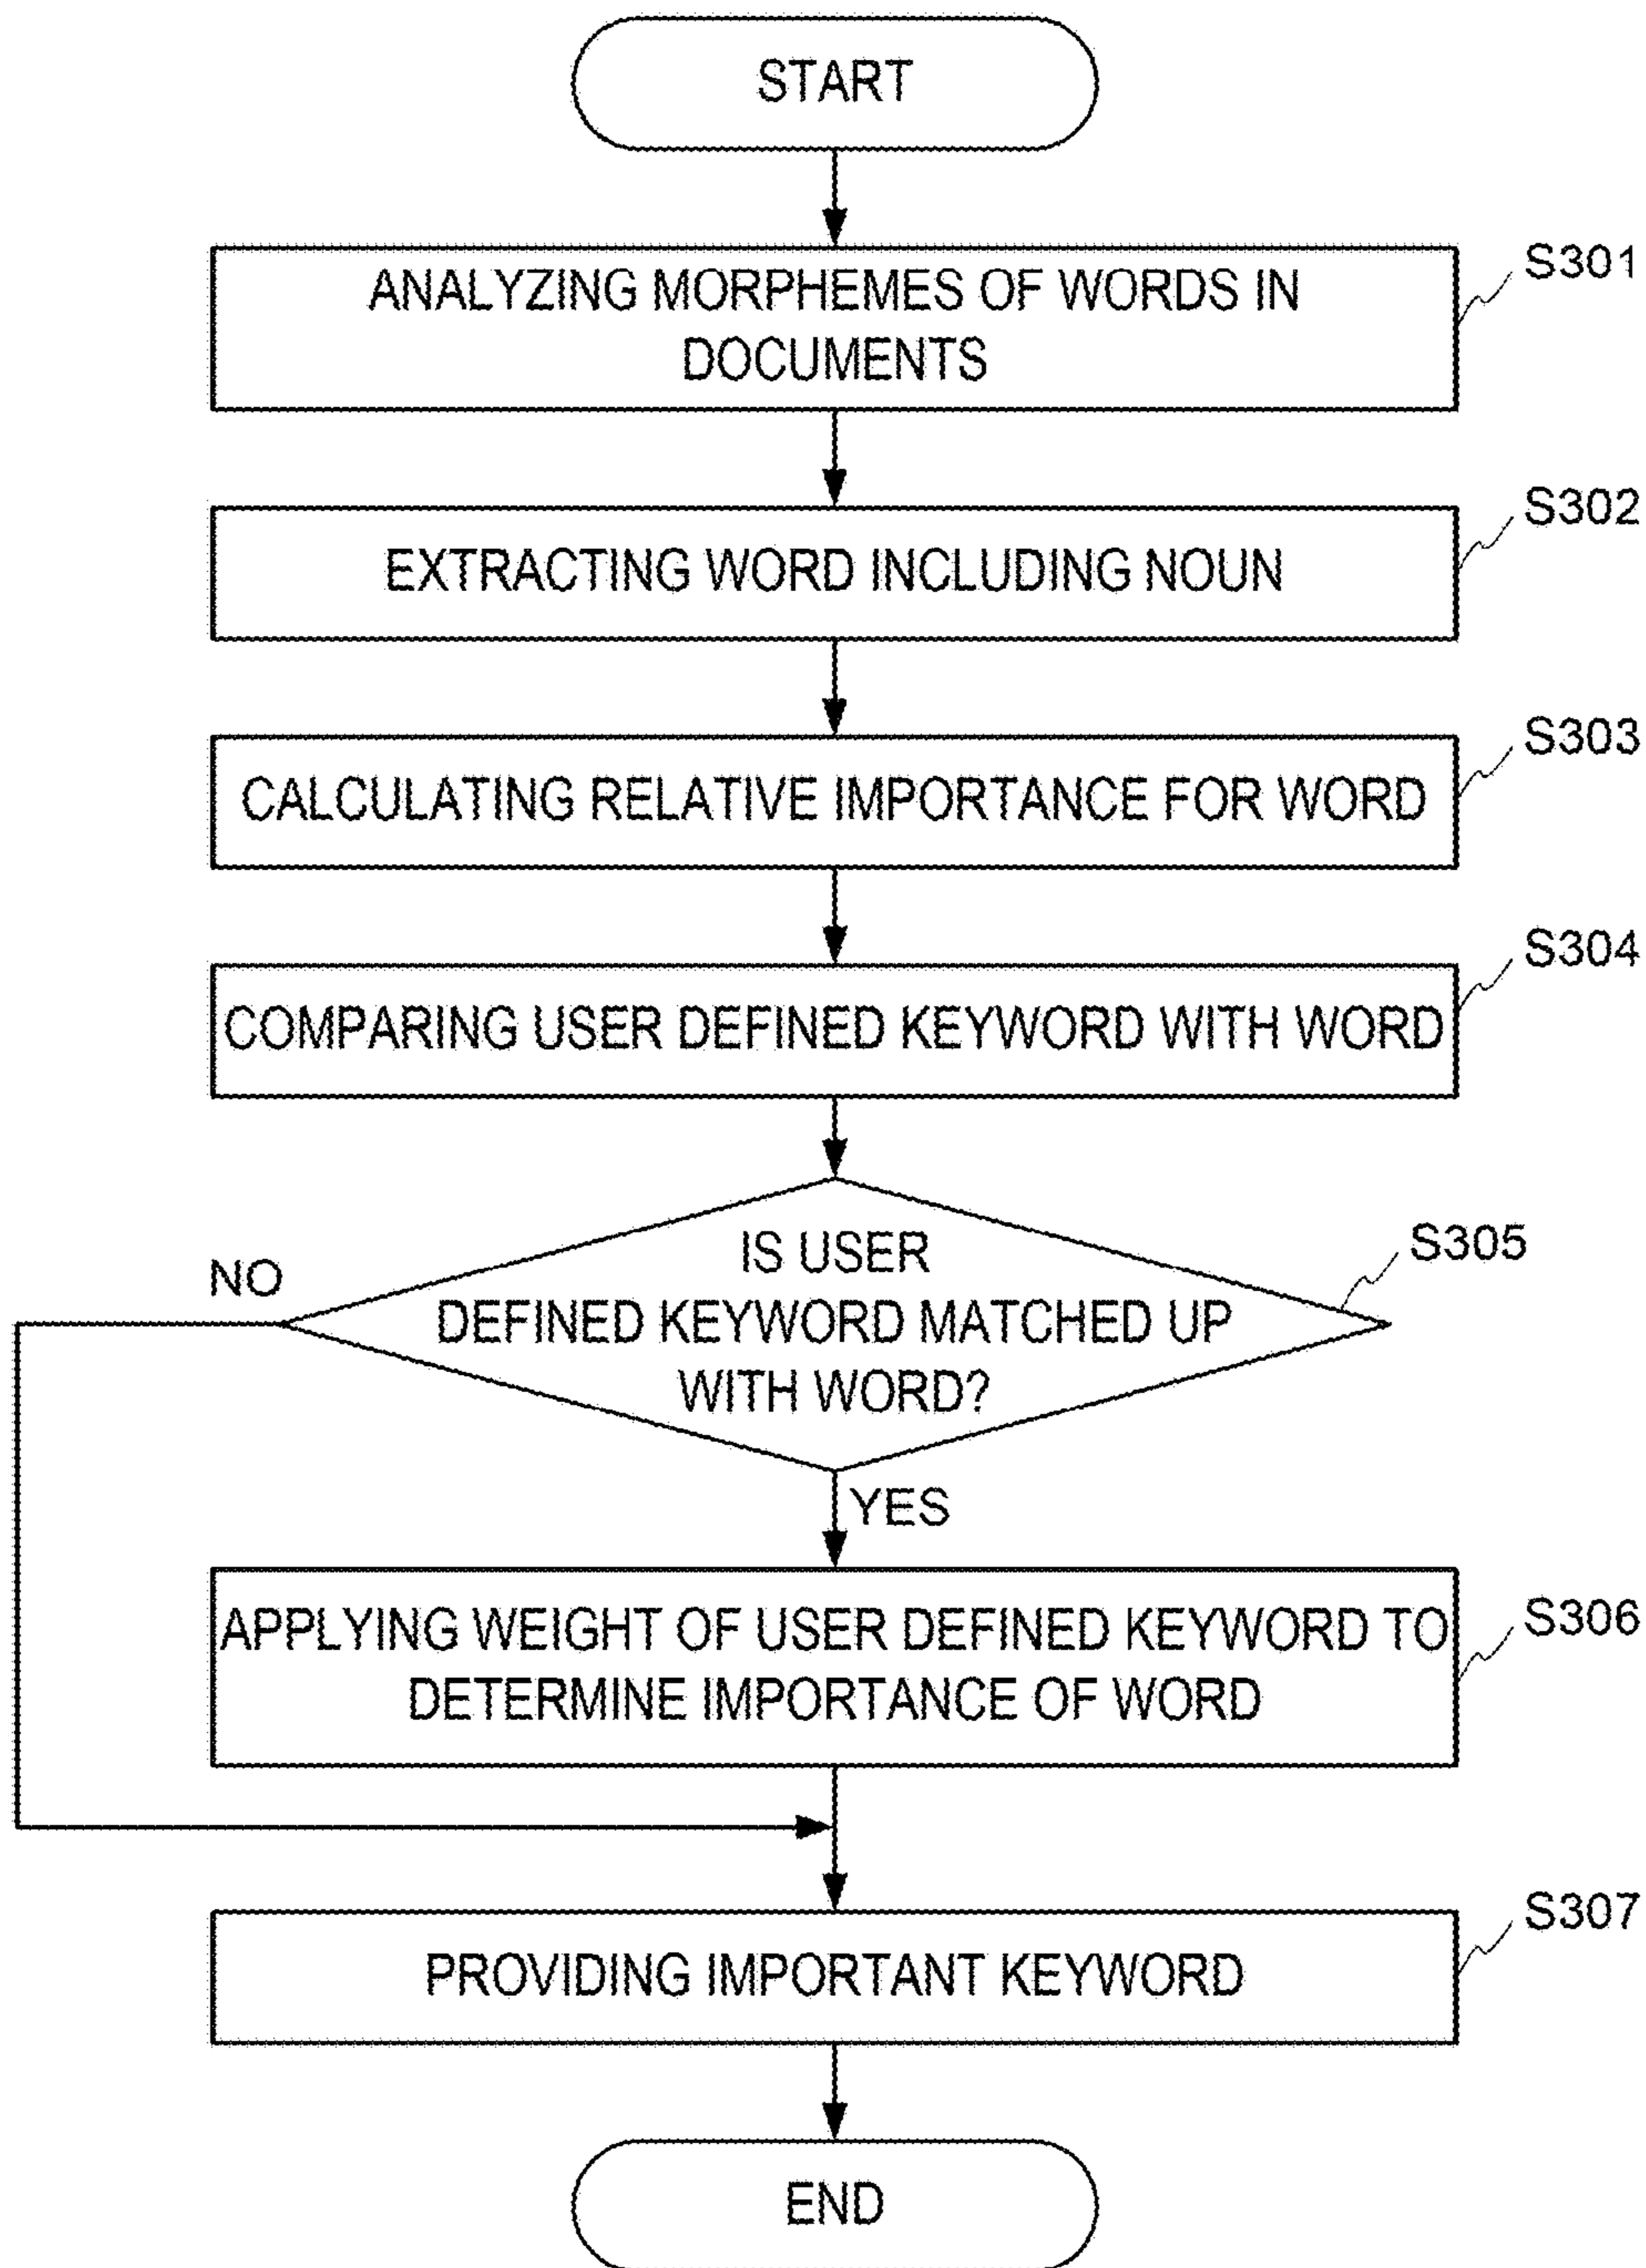 START
ANALYZING MORPHEMES OF WORDS IN
DOCUMENTS
S301
EXTRACTING WORD INCLUDING NOUN
S302
CALCULATING RELATIVE IMPORTANCE FOR WORD
S303
COMPARING USER DEFINED KEYWORD WITH WORD
S304
IS USER
DEFINED KEYWORD MATCHED UP
WITH WORD?
S305
NO
YES
APPLYING WEIGHT OF USER DEFINED KEYWORD TO
DETERMINE IMPORTANCE OF WORD
S306
PROVIDING IMPORTANT KEYWORD
S307
END